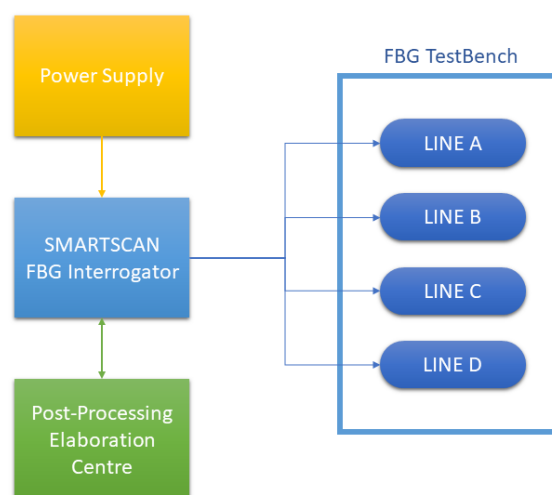 Power Supply
FBG TestBench
LINE A
LINE B
SMARTSCAN
FBG Interrogator
LINE C
LINE D
Post-Processing
Elaboration
Centre